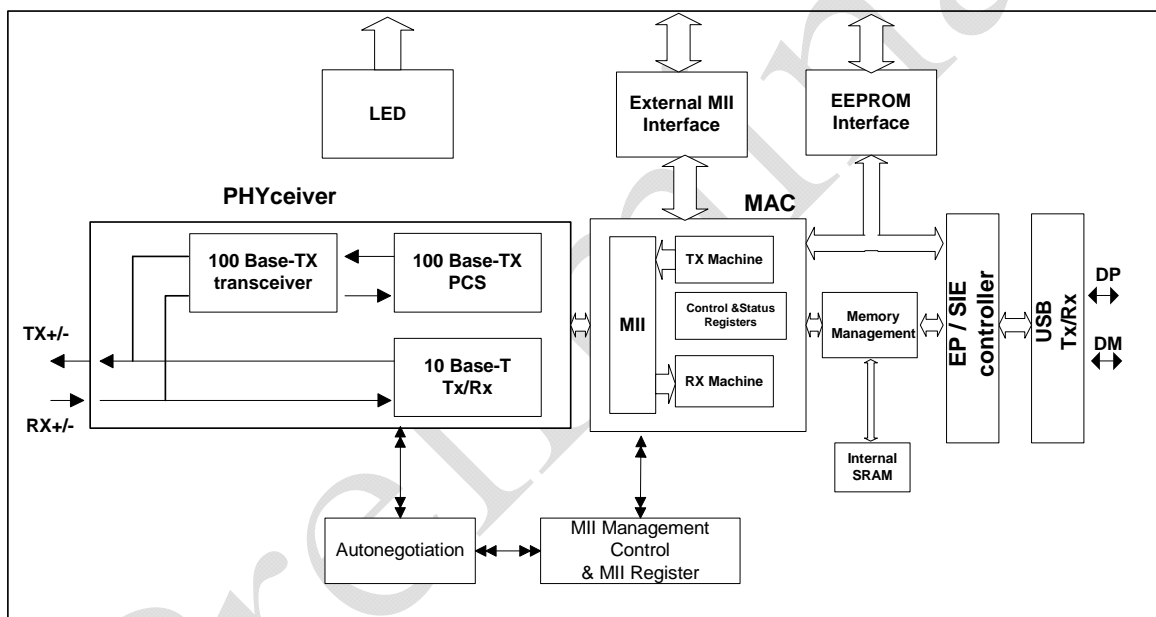 LED
External MII
Interface
EEPROM
Interface
PHYceiver
MAC
100 Base-TX
transceiver
100 Base-TX
PCS
10 Base-T
Tx/Rx
TX+/-
RX+/-
MII
TX Machine
Control &Status
Registers
RX Machine
Memory
Management
Internal
SRAM
EP / SIE
controller
USB
Tx/Rx
DP
DM
Autonegotiation
MII Management
Control
& MII Register